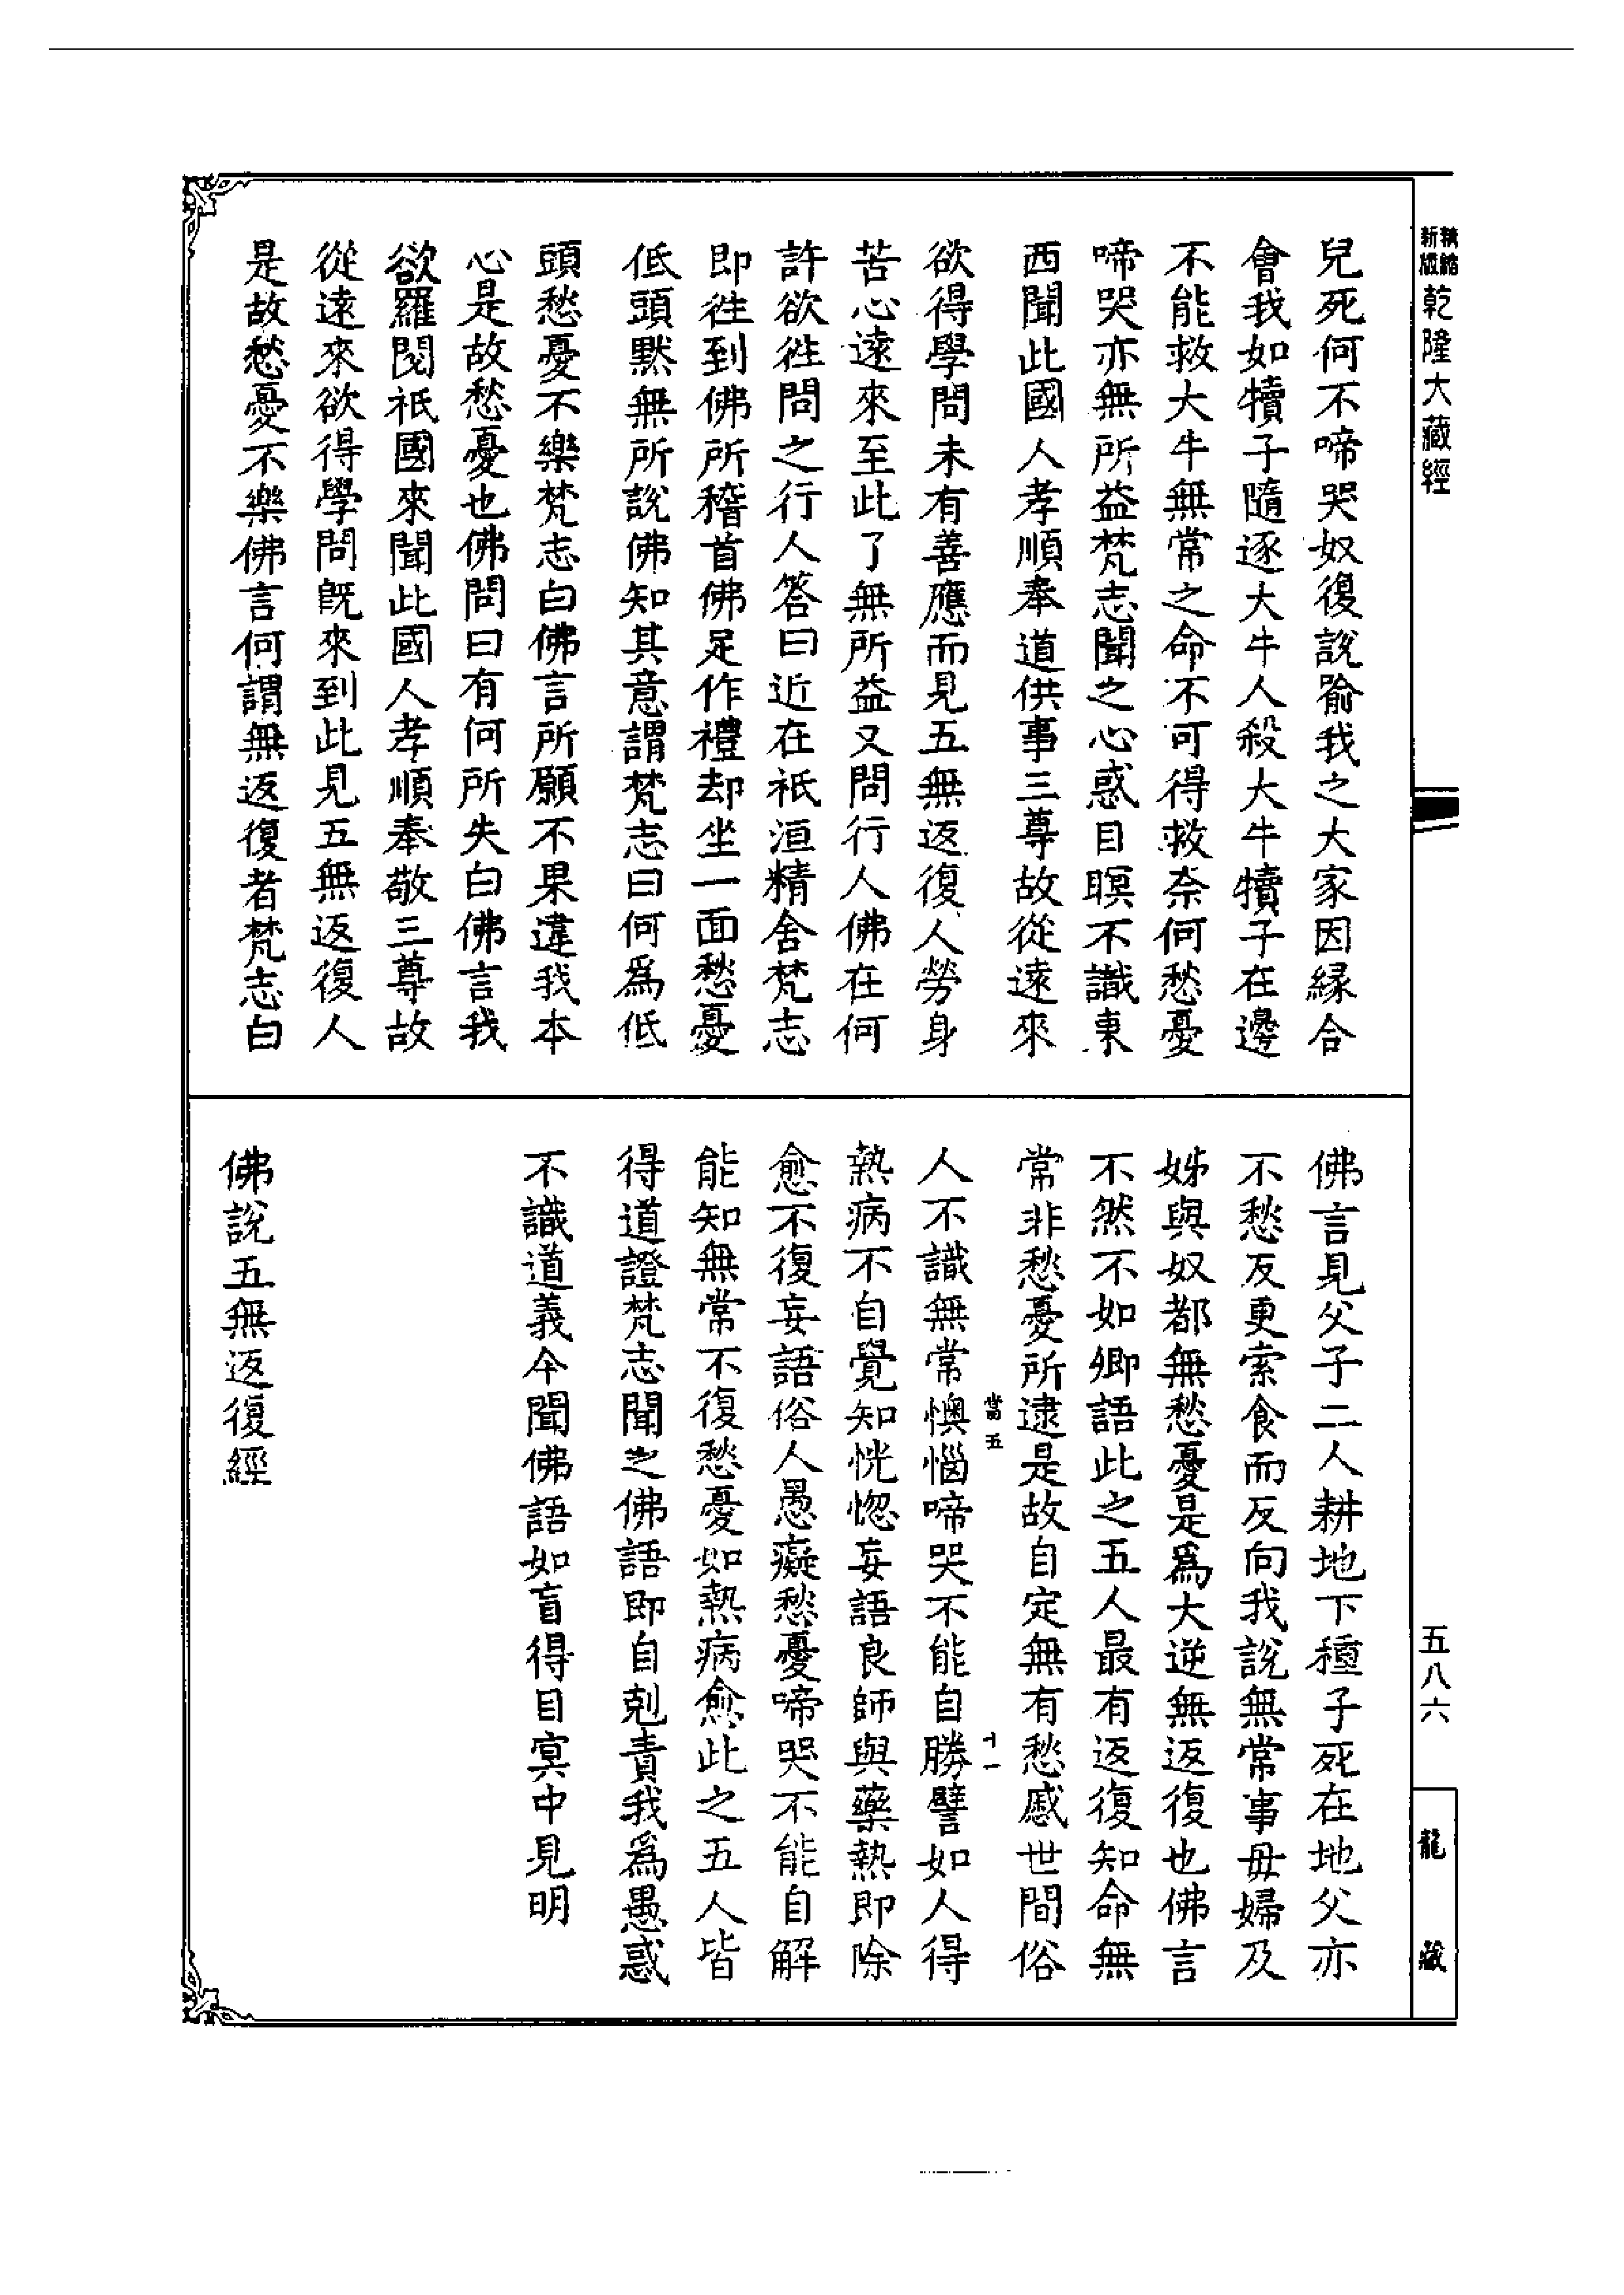 新版精縮乾隆大藏經
兒死何不啼哭奴復說喻我之大家因緣合
會我如犢子隨逐大牛人殺大牛犢子在邊
不能救大牛無常之命不可得救奈何愁憂
啼哭亦無所益梵志聞之心惑目瞑不識東
西聞此國人孝順奉道供事三尊故從遠來
欲得學問未有善應而見五無返復人勞身
苦心遠來至此了無所益又問行人佛在何
許欲徃問之行人答曰近在祇洹精舍梵志
即徃到佛所稽首佛足作禮却坐一面愁憂
低頭默無所說佛知其意謂梵志曰何爲低
頭愁憂不樂梵志白佛言所願不果違我本
心是故愁憂也佛問曰有何所失白佛言我
欲羅閱祇國來聞此國人孝順奉敬三尊故
從遠來欲得學問旣來到此見五無返復人
是故愁憂不樂佛言何謂無返復者梵志白
佛言見父子二人耕地下種子死在地父亦
不愁反更索食而反向我說無常事毋婦及
姊與奴都無愁憂是爲大逆無返復也佛言
不然不如卿語此之五人最有返復知命無
常非愁憂所逮是故自定無有愁慼世間俗
當五
十一
人不識無常懊惱啼哭不能自勝譬如人得
熱病不自覺知恍惚妄語良師與藥熱即除
愈不復妄語俗人愚癡愁憂啼哭不能自解
能知無常不復愁憂如熱病愈此之五人皆
得道證梵志聞之佛語即自剋責我爲愚惑
不識道義今聞佛語如盲得目冥中見明
佛說五無返復經
五八六
龍藏